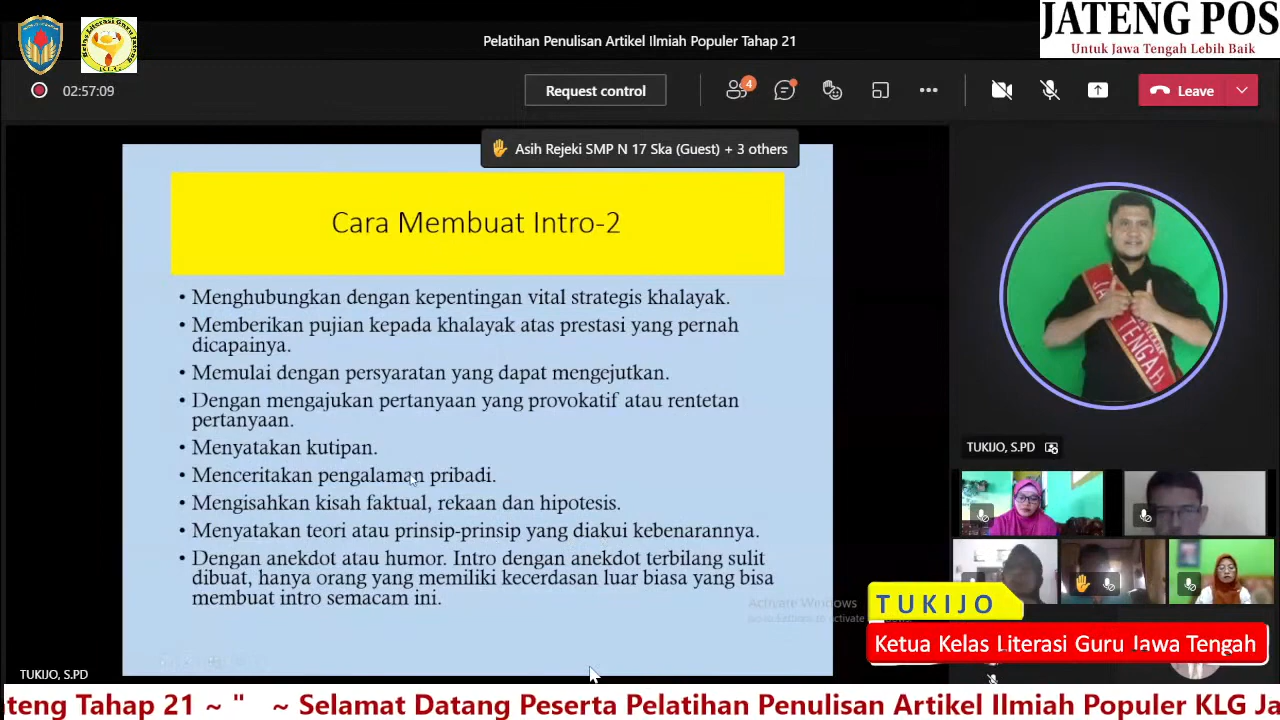 JATENG POS
Untuk Jawa Tengah Lebih Baik
Pelatihan Penulisan Artikel Ilmiah Populer Tahap 21
02:57:09
Request control
4
Leave
Asih Rejeki SMP N 17 Ska (Guest) + 3 others
Cara Membuat Intro-2
• Menghubungkan dengan kepentingan vital strategis khalayak.
• Memberikan pujian kepada khalayak atas prestasi yang pernah
dicapainya.
• Memulai dengan persyaratan yang dapat mengejutkan.
• Dengan mengajukan pertanyaan yang provokatif atau rentetan
pertanyaan.
• Menyatakan kutipan.
• Menceritakan pengalaman pribadi.
• Mengisahkan kisah faktual, rekaan dan hipotesis.
• Menyatakan teori atau prinsip-prinsip yang diakui kebenarannya.
• Dengan anekdot atau humor. Intro dengan anekdot terbilang sulit
dibuat, hanya orang yang memiliki kecerdasan luar biasa yang bisa
membuat intro semacam ini.
Activate Windows
TENGAH
TUKIJO, S.PD
TUKIJO
Ketua Kelas Literasi Guru Jawa Tengah
TUKIJO, S.PD
teng Tahap 21 ~ " ~ Selamat Datang Peserta Pelatihan Penulisan Artikel Ilmiah Populer KLG Ja